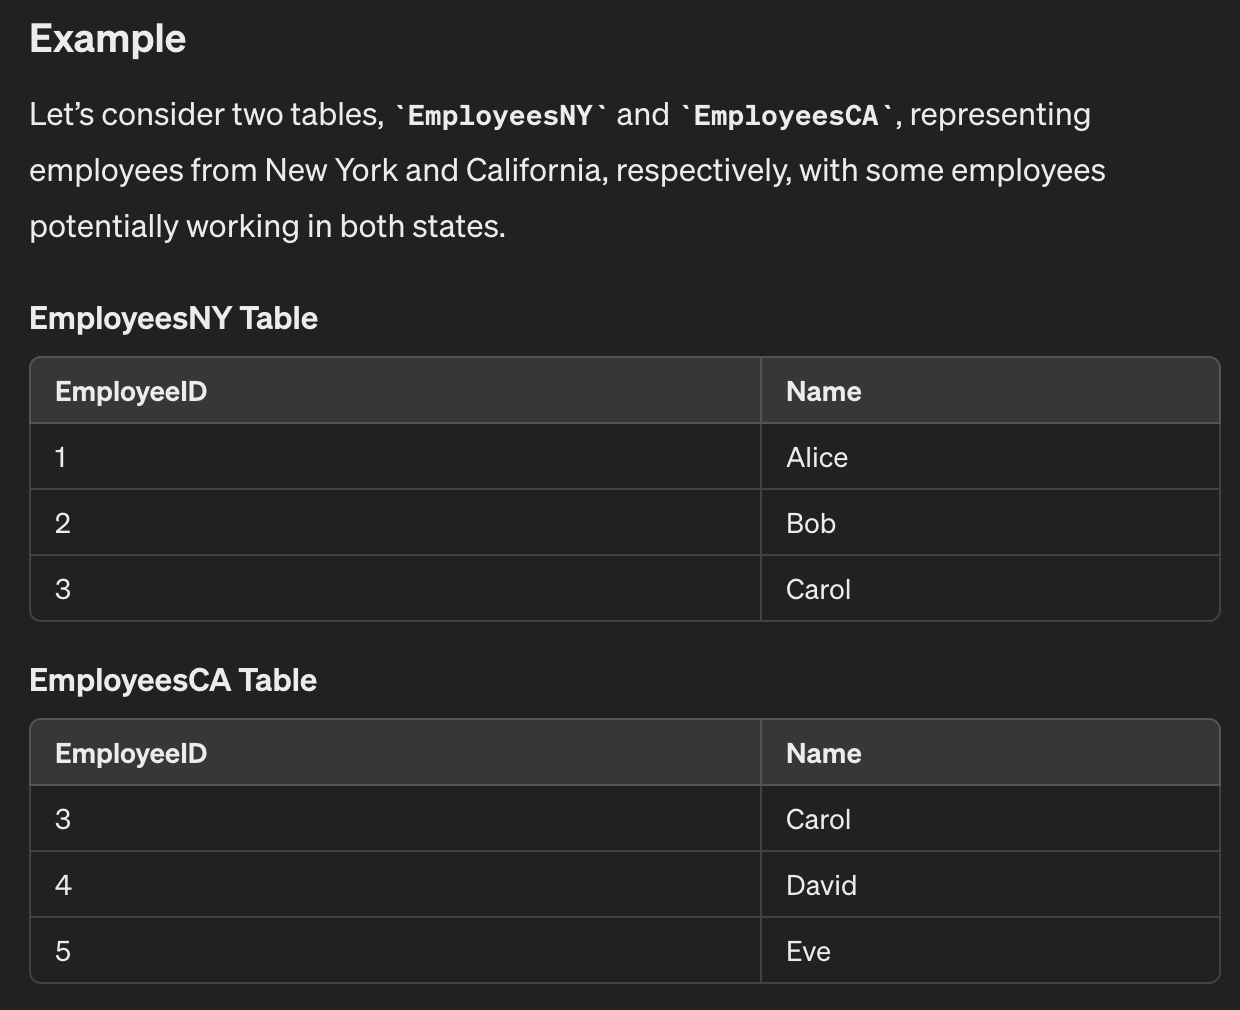 Example
Let’s consider two tables, `EmployeesNY` and `EmployeesCA`, representing
employees from New York and California, respectively, with some employees
potentially working in both states.
EmployeesNY Table
EmployeeID Name
1 Alice
2 Bob
3 Carol
EmployeesCA Table
EmployeeID Name
3 Carol
4 David
5 Eve